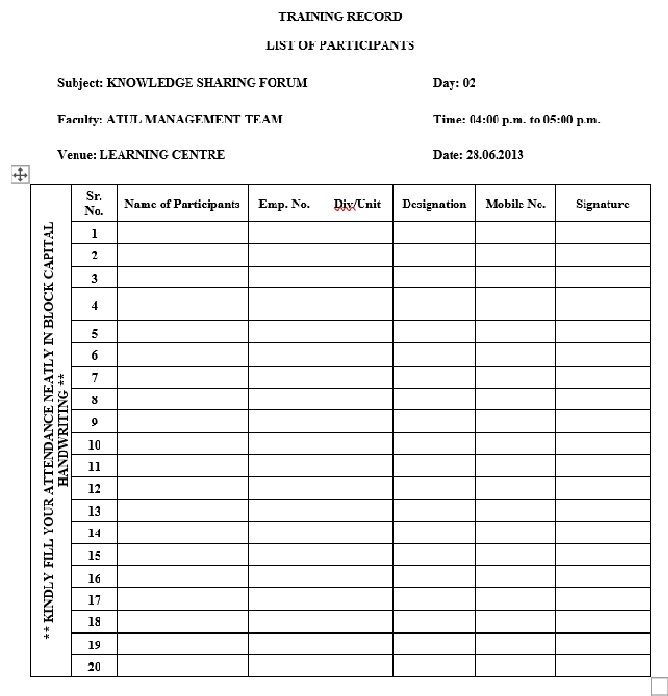 TRAINING RECORD
LIST OF PARTICIPANTS
Subject: KNOWLEDGE SHARING FORUM Day: 02
Faculty: ATUL MANAGEMENT TEAM Time: 04:00 p.m. to 05:00 p.m.
Venue: LEARNING CENTRE Date: 28.06.2013
** KINDLY FILL YOUR ATTENDANCE NEATLY IN BLOCK CAPITAL
HANDWRITING **
Sr. No. Name of Participants Emp. No. Div/Unit Designation Mobile No. Signature
1
2
3
4
5
6
7
8
9
10
11
12
13
14
15
16
17
18
19
20